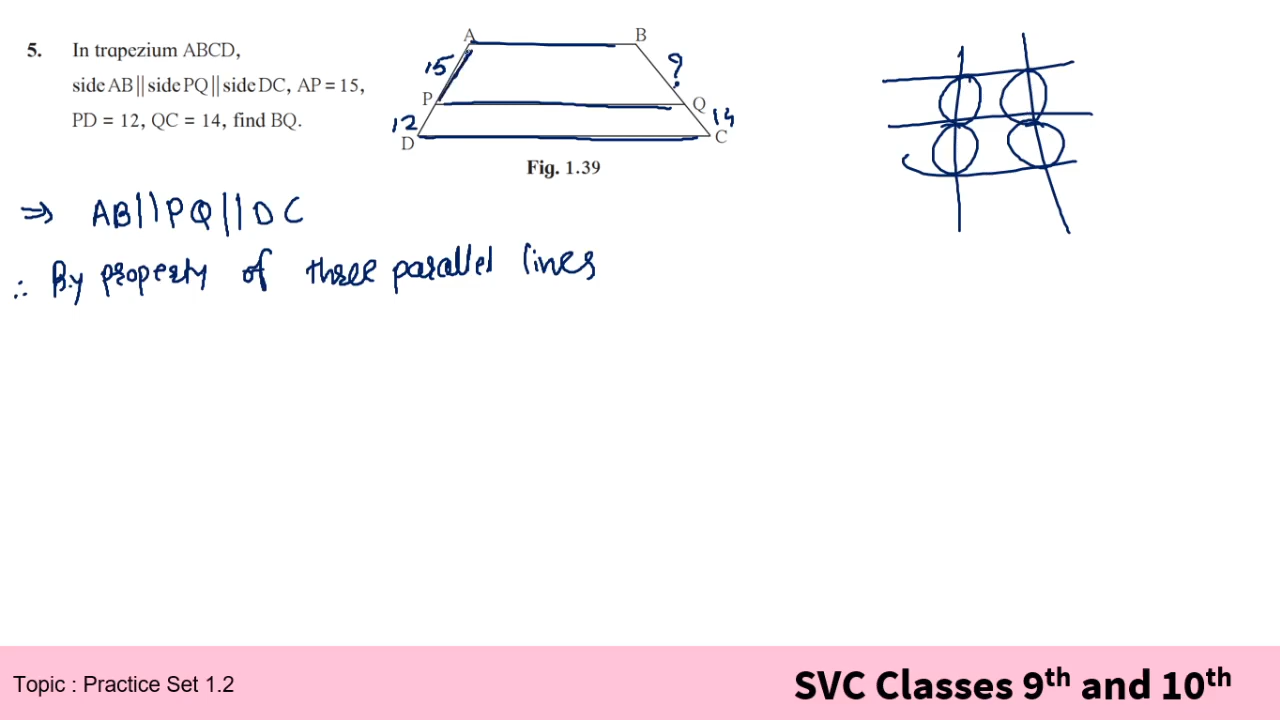 5. In trapezium ABCD,
side AB || side PQ || side DC, AP = 15,
PD = 12, QC = 14, find BQ.
A B
15 ?
P Q
12 14
D C
Fig. 1.39
⇒ AB||PQ||DC
∴ By property of three parallel lines
Topic : Practice Set 1.2
SVC Classes 9th and 10th